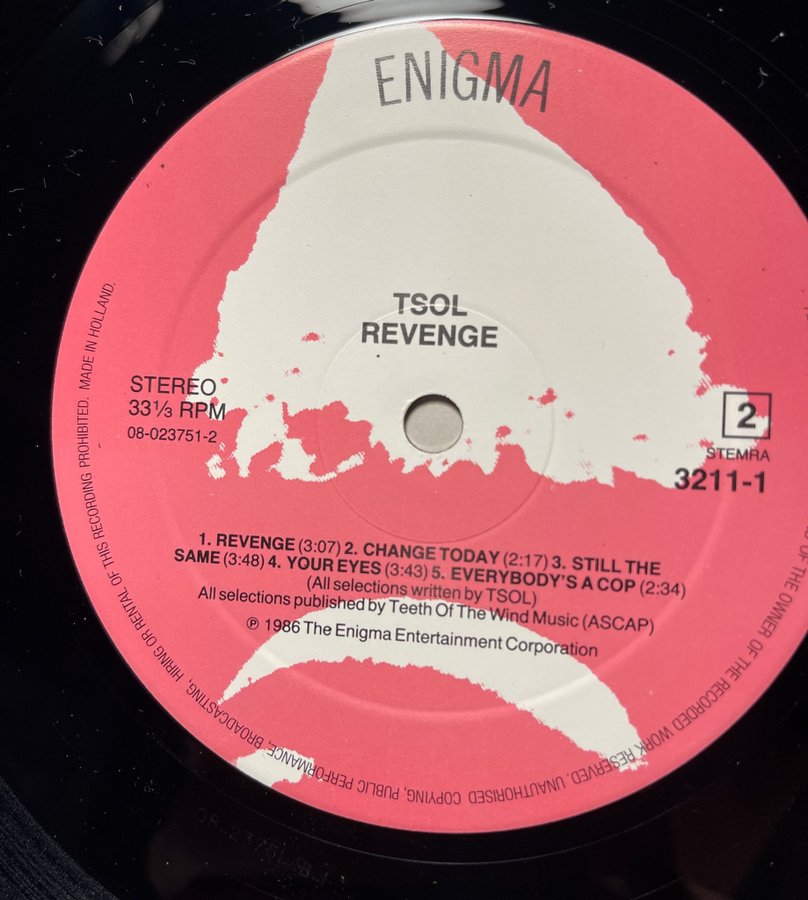 ENIGMA
TSOL
REVENGE
STEREO
33⅓ RPM
08-023751-2
2
STEMRA
3211-1
1. REVENGE (3:07) 2. CHANGE TODAY (2:17) 3. STILL THE
SAME (3:48) 4. YOUR EYES (3:43) 5. EVERYBODY'S A COP (2:34)
(All selections written by TSOL)
All selections published by Teeth Of The Wind Music (ASCAP)
℗ 1986 The Enigma Entertainment Corporation
OF THE OWNER OF THE RECORDED WORK RESERVED. UNAUTHORISED COPYING, PUBLIC PERFORMANCE, BROADCASTING, HIRING OR RENTAL OF THIS RECORDING PROHIBITED. MADE IN HOLLAND.